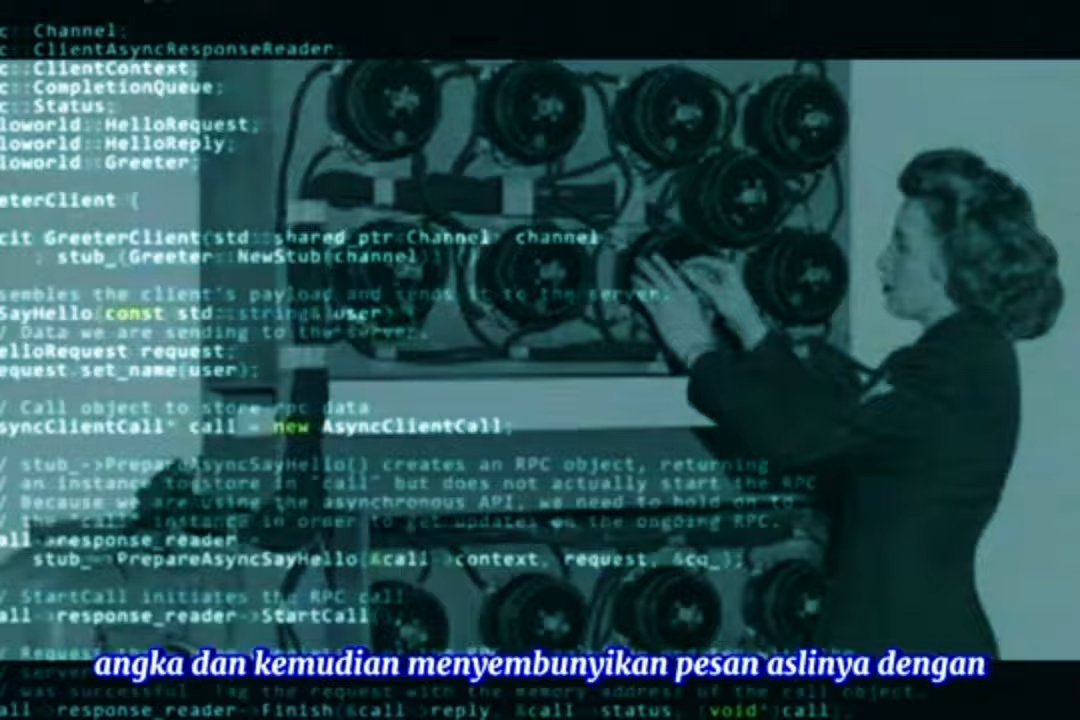 c::Channel;
c::ClientAsyncResponseReader;
c::ClientContext;
c::CompletionQueue;
c::Status;
loworld::HelloRequest;
loworld::HelloReply;
loworld::Greeter;
eterClient {
cit GreeterClient(std::shared_ptr<Channel> channel
: stub_(Greeter::NewStub(channel)) {}
sembles the client's payload and sends it to the server.
SayHello(const std::string& user) {
/ Data we are sending to the server.
elloRequest request;
equest.set_name(user);
/ Call object to store rpc data
syncClientCall* call = new AsyncClientCall;
/ stub_->PrepareAsyncSayHello() creates an RPC object, returning
/ an instance to store in "call" but does not actually start the RPC
/ Because we are using the asynchronous API, we need to hold on to
/ the "call" instance in order to get updates on the ongoing RPC.
all->response_reader =
stub_->PrepareAsyncSayHello(&call->context, request, &cq_);
/ StartCall initiates the RPC call
all->response_reader->StartCall
/ Reques
angka dan kemudian menyembunyikan pesan aslinya dengan
server
/ was successful. Tag the request with the memory address of the call object.
all->response_reader->Finish(&call->reply, &call->status, (void*)call);